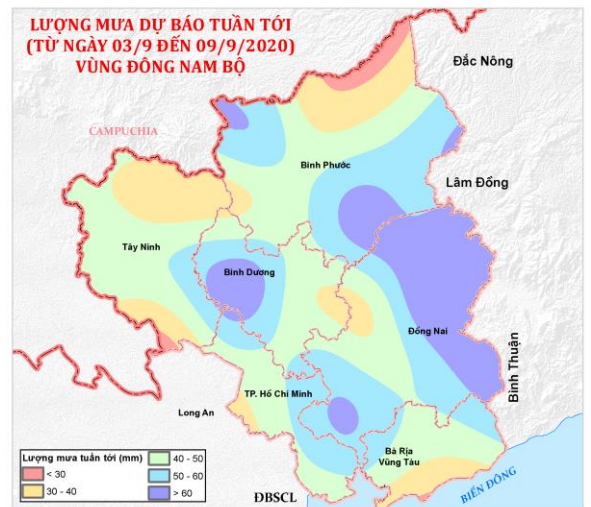 LƯỢNG MƯA DỰ BÁO TUẦN TỚI
(TỪ NGÀY 03/9 ĐẾN 09/9/2020)
VÙNG ĐÔNG NAM BỘ
Đắc Nông
CAMPUCHIA
Bình Phước
Lâm Đồng
Tây Ninh
Bình Dương
Đồng Nai
Bình Thuận
TP. Hồ Chí Minh
Long An
Bà Rịa
Vũng Tàu
Lượng mưa tuần tới (mm)
< 30
30 - 40
40 - 50
50 - 60
> 60
ĐBSCL
BIỂN ĐÔNG